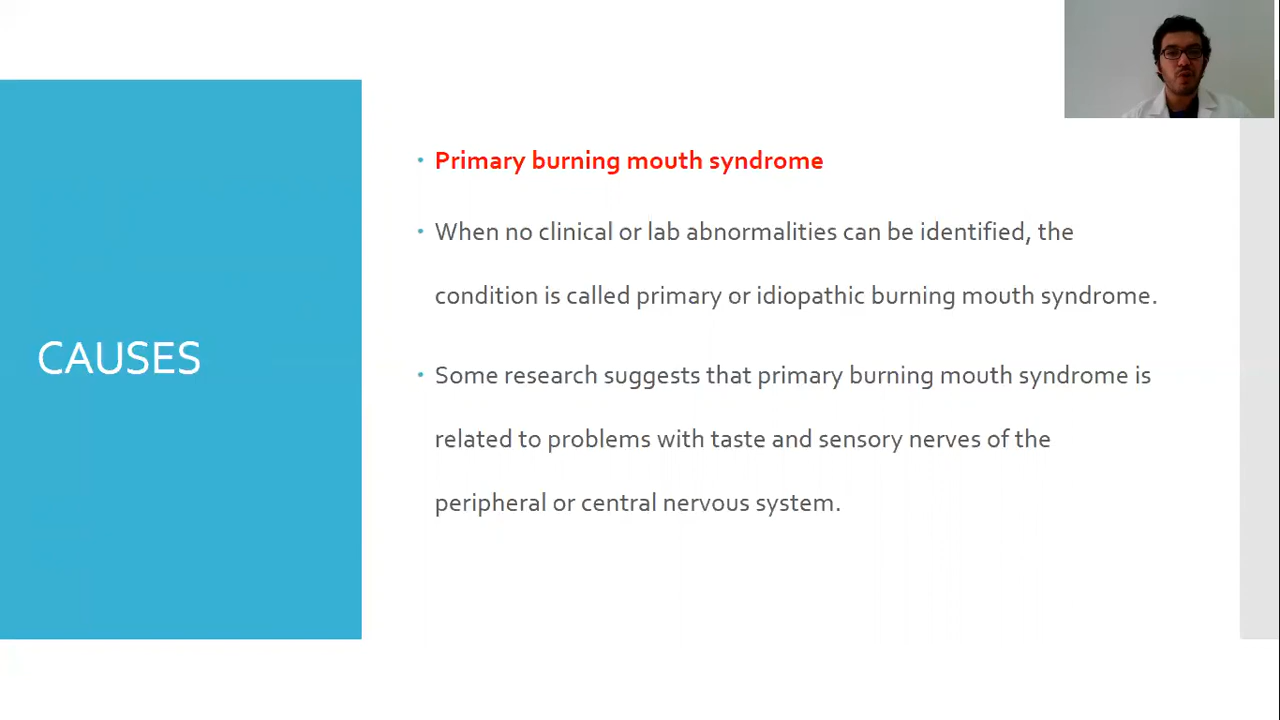 CAUSES
• Primary burning mouth syndrome
• When no clinical or lab abnormalities can be identified, the
condition is called primary or idiopathic burning mouth syndrome.
• Some research suggests that primary burning mouth syndrome is
related to problems with taste and sensory nerves of the
peripheral or central nervous system.